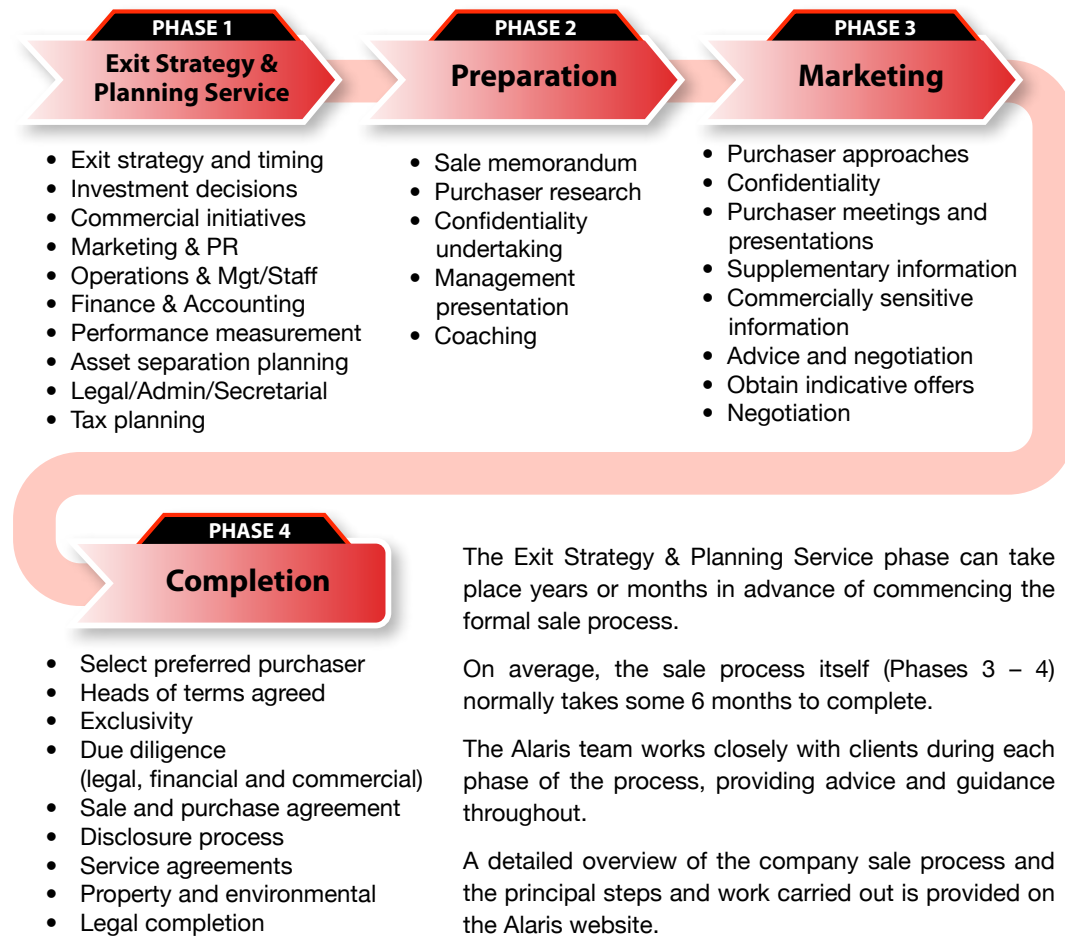 PHASE 1
Exit Strategy &
Planning Service
• Exit strategy and timing
• Investment decisions
• Commercial initiatives
• Marketing & PR
• Operations & Mgt/Staff
• Finance & Accounting
• Performance measurement
• Asset separation planning
• Legal/Admin/Secretarial
• Tax planning
PHASE 2
Preparation
• Sale memorandum
• Purchaser research
• Confidentiality
undertaking
• Management
presentation
• Coaching
PHASE 3
Marketing
• Purchaser approaches
• Confidentiality
• Purchaser meetings and
presentations
• Supplementary information
• Commercially sensitive
information
• Advice and negotiation
• Obtain indicative offers
• Negotiation
PHASE 4
Completion
• Select preferred purchaser
• Heads of terms agreed
• Exclusivity
• Due diligence
(legal, financial and commercial)
• Sale and purchase agreement
• Disclosure process
• Service agreements
• Property and environmental
• Legal completion
The Exit Strategy & Planning Service phase can take
place years or months in advance of commencing the
formal sale process.
On average, the sale process itself (Phases 3 – 4)
normally takes some 6 months to complete.
The Alaris team works closely with clients during each
phase of the process, providing advice and guidance
throughout.
A detailed overview of the company sale process and
the principal steps and work carried out is provided on
the Alaris website.